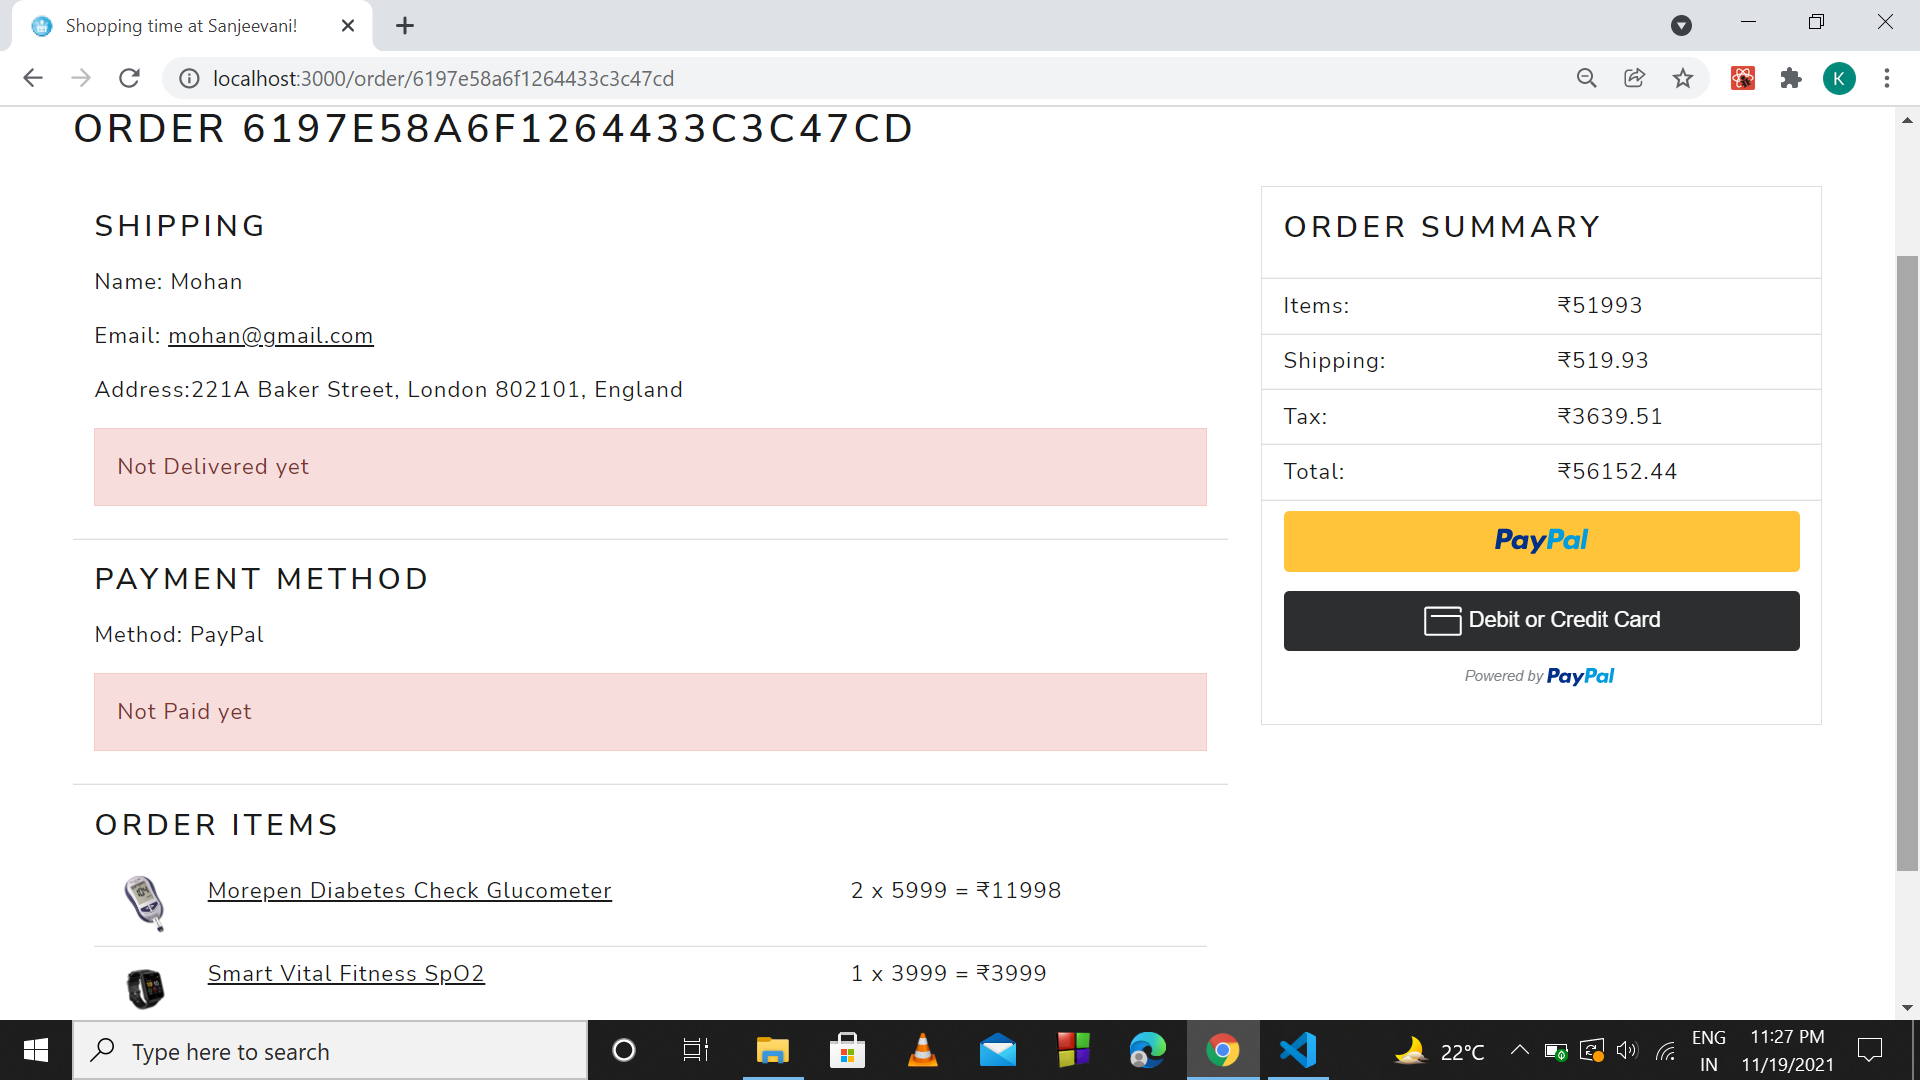 Shopping time at Sanjeevani!
localhost:3000/order/6197e58a6f1264433c3c47cd
K
ORDER 6197E58A6F1264433C3C47CD
SHIPPING
Name: Mohan
Email: mohan@gmail.com
Address:221A Baker Street, London 802101, England
Not Delivered yet
PAYMENT METHOD
Method: PayPal
Not Paid yet
ORDER ITEMS
Morepen Diabetes Check Glucometer 2 x 5999 = ₹11998
Smart Vital Fitness SpO2 1 x 3999 = ₹3999
ORDER SUMMARY
Items: ₹51993
Shipping: ₹519.93
Tax: ₹3639.51
Total: ₹56152.44
PayPal
Debit or Credit Card
Powered by PayPal
Type here to search
22°C
ENG
IN
11:27 PM
11/19/2021